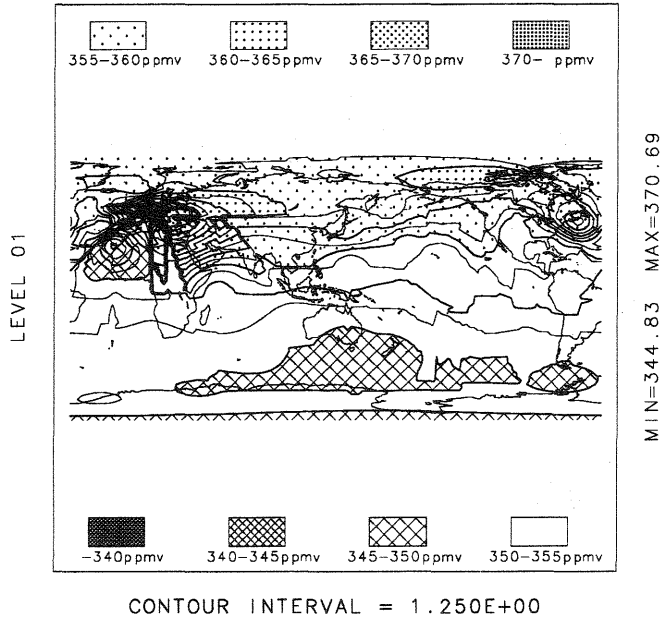 355-360ppmv 360-365ppmv 365-370ppmv 370- ppmv
LEVEL 01
MIN=344.83 MAX=370.69
-340ppmv 340-345ppmv 345-350ppmv 350-355ppmv
CONTOUR INTERVAL = 1.250E+00